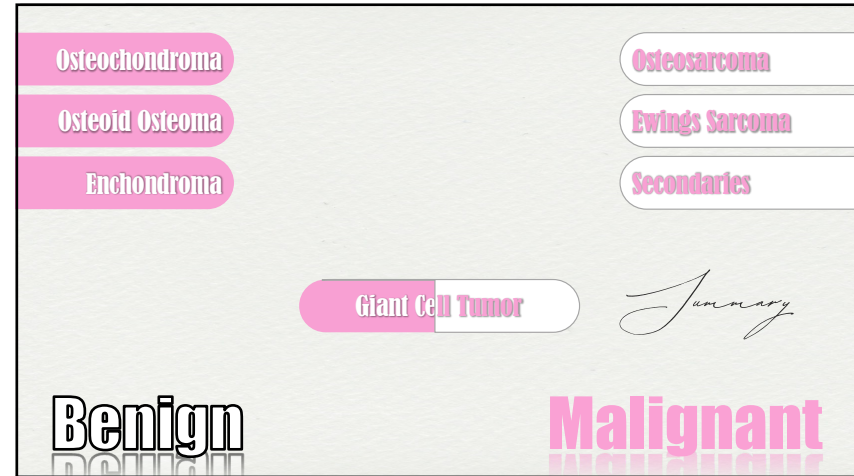 Osteochondroma
Osteoid Osteoma
Enchondroma
Osteosarcoma
Ewings Sarcoma
Secondaries
Giant Cell Tumor
Summary
Benign
Malignant